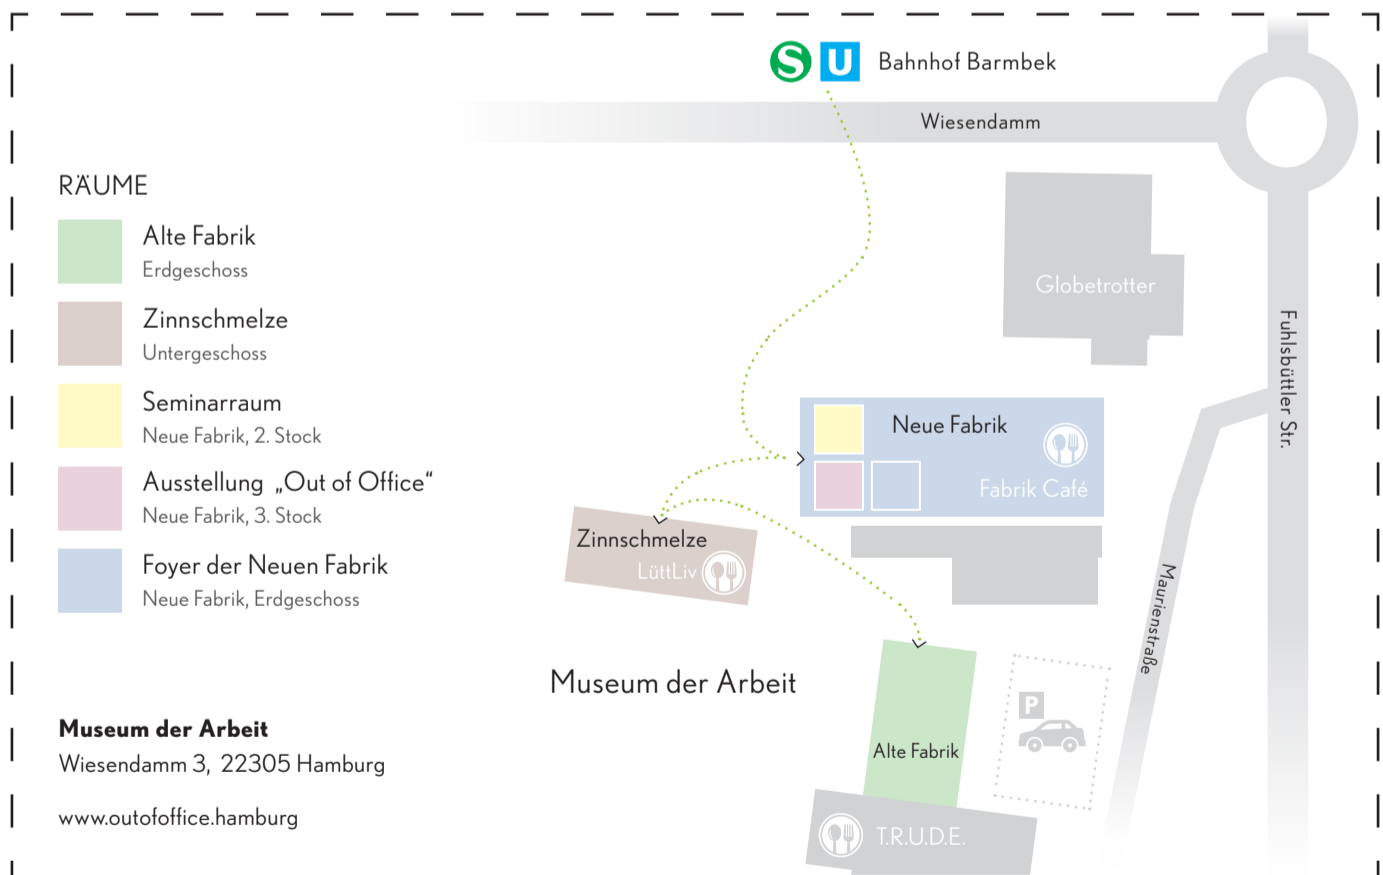 S U Bahnhof Barmbek
Wiesendamm
RÄUME
Alte Fabrik
Erdgeschoss
Zinnschmelze
Untergeschoss
Seminarraum
Neue Fabrik, 2. Stock
Ausstellung „Out of Office“
Neue Fabrik, 3. Stock
Foyer der Neuen Fabrik
Neue Fabrik, Erdgeschoss
Museum der Arbeit
Wiesendamm 3, 22305 Hamburg
www.outofoffice.hamburg
Globetrotter
Fuhlsbüttler Str.
Neue Fabrik
Fabrik Café
Zinnschmelze
LüttLiv
Maurienstraße
Museum der Arbeit
P
Alte Fabrik
T.R.U.D.E.